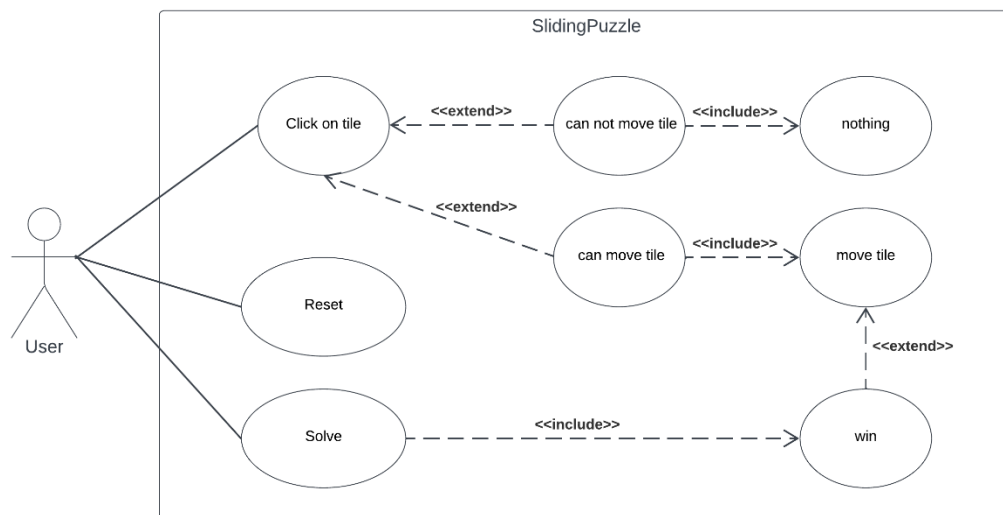 SlidingPuzzle
Click on tile
<<extend>>
can not move tile
<<include>>
nothing
<<extend>>
can move tile
<<include>>
move tile
User
Reset
<<extend>>
Solve
<<include>>
win